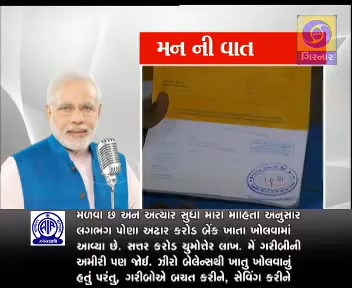 મન ની વાત
ગિરનાર
મળવા છે અને અત્યાર સુધી મારી માહિતી અનુસાર
લગભગ પોણા અઢાર કરોડ બેંક ખાતા ખોલવામાં
આવ્યા છે. સત્તર કરોડ ચુમોત્તેર લાખ. મેં ગરીબીની
અમીરી પણ જોઈ. ઝીરો બેલેન્સથી ખાતુ ખોલવાનું
હતું પરંતુ, ગરીબોએ બચત કરીને, સેવિંગ કરીને